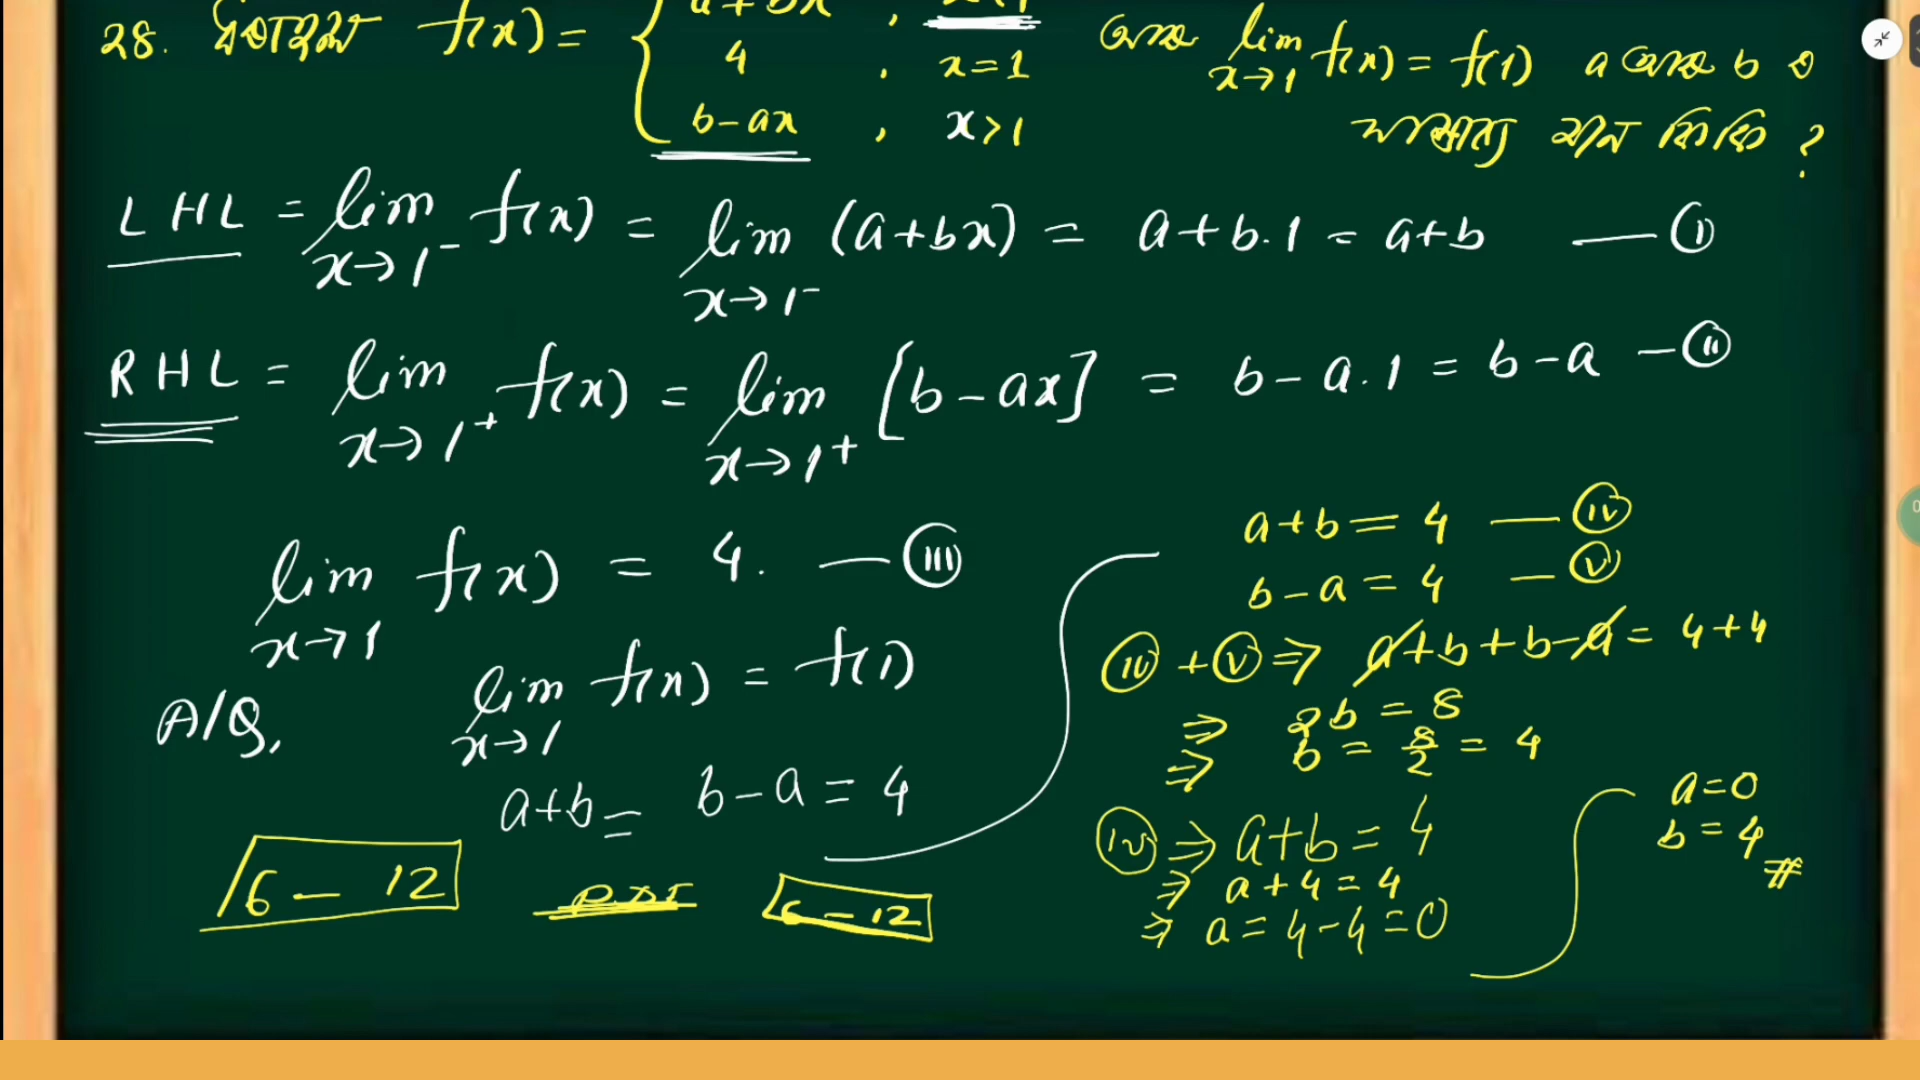 28. f(x) = { a+bx , x<1
4 , x=1
b-ax , x>1
আৰু lim x→1 f(x) = f(1) a আৰু b ৰ
সম্ভাব্য মান কি কি ?
LHL = lim x→1⁻ f(x) = lim x→1⁻ (a+bx) = a+b.1 = a+b — (i)
RHL = lim x→1⁺ f(x) = lim x→1⁺ [b-ax] = b-a.1 = b-a — (ii)
lim x→1 f(x) = 4. — (iii)
A/Q, lim x→1 f(x) = f(1)
a+b = b-a = 4
6 - 12
6 - 12
a+b = 4 — (iv)
b-a = 4 — (v)
(iv) + (v) ⇒ a+b+b-a = 4+4
⇒ 2b = 8
⇒ b = 8/2 = 4
(iv) ⇒ a+b = 4
⇒ a+4=4
⇒ a=4-4=0
a=0
b=4 #